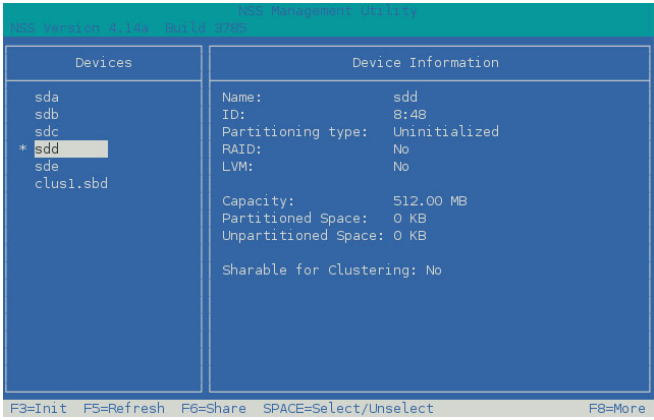 NSS Management Utility
NSS Version 4.14a Build 3785
Devices
sda
sdb
sdc
* sdd
sde
clus1.sbd
Device Information
Name: sdd
ID: 8:48
Partitioning type: Uninitialized
RAID: No
LVM: No
Capacity: 512.00 MB
Partitioned Space: 0 KB
Unpartitioned Space: 0 KB
Sharable for Clustering: No
F3=Init F5=Refresh F6=Share SPACE=Select/Unselect F8=More